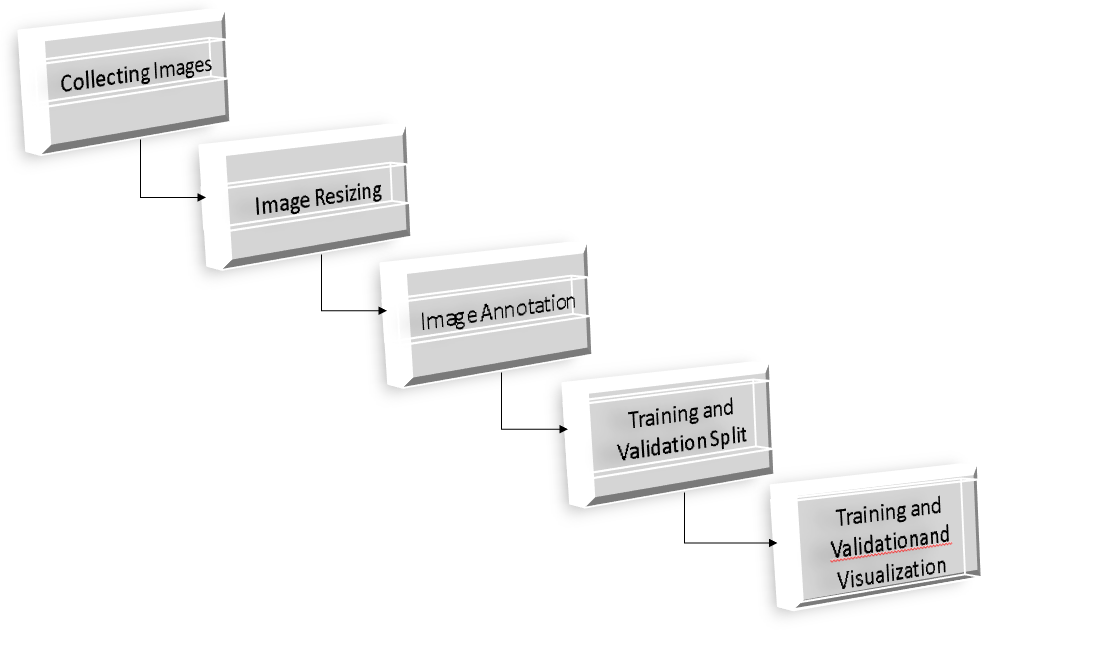 Collecting Images
Image Resizing
Image Annotation
Training and
Validation Split
Training and
Validationand
Visualization